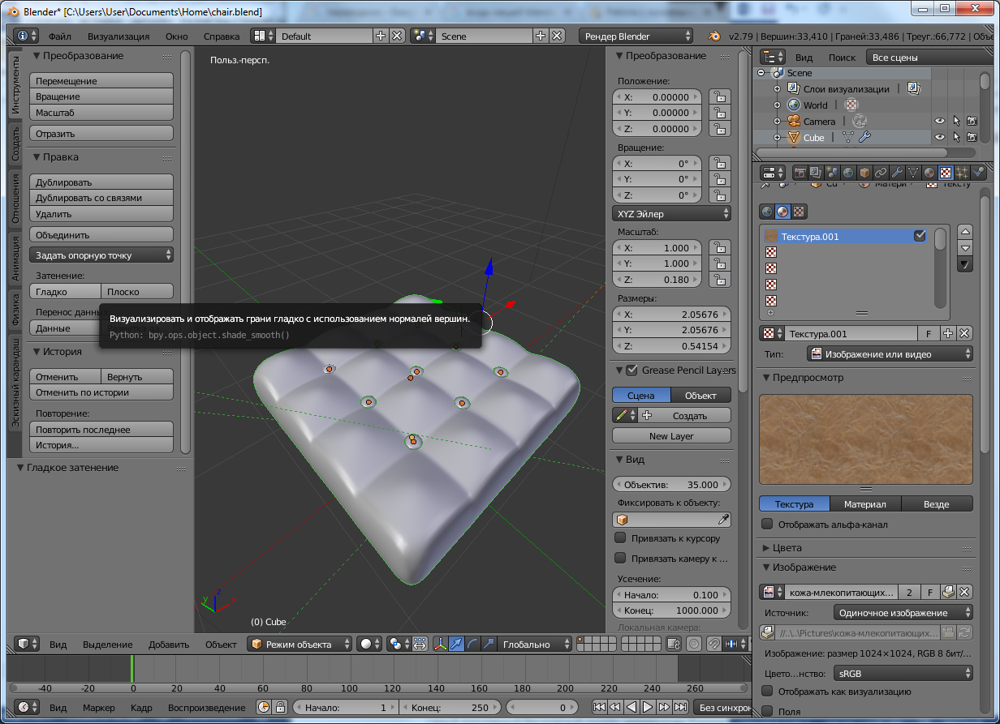 Blender* [C:\Users\User\Documents\Home\chair.blend]
Файл Визуализация Окно Справка Default Scene Рендер Blender v2.79 | Вершин:33,410 | Граней:33,486 | Треуг.:66,772 | Объе
Инструменты
Создать
Отношения
Анимация
Физика
Эскизный карандаш
Преобразование
Перемещение
Вращение
Масштаб
Отразить
Правка
Дублировать
Дублировать со связями
Удалить
Объединить
Задать опорную точку
Затенение:
Гладко Плоско
Перенос данн
Данные
История
Отменить Вернуть
Отменить по истории
Повторение:
Повторить последнее
История...
Гладкое затенение
Польз.-персп.
Визуализировать и отображать грани гладко с использованием нормалей вершин.
Python: bpy.ops.object.shade_smooth()
z
y
x
(0) Cube
Преобразование
Положение:
X: 0.00000
Y: 0.00000
Z: 0.00000
Вращение:
X: 0°
Y: 0°
Z: 0°
XYZ Эйлер
Масштаб:
X: 1.000
Y: 1.000
Z: 0.180
Размеры:
X: 2.05676
Y: 2.05676
Z: 0.54154
Grease Pencil Layers
Сцена Объект
Создать
New Layer
Вид
Объектив: 35.000
Фиксировать к объекту:
Привязать к курсору
Привязать камеру к ...
Усечение:
Начало: 0.100
Конец: 1000.000
Локальная камера:
Вид Поиск Все сцены
Scene
Слои визуализации |
World |
Camera |
Cube |
Cu Матери Тексту
Текстура.001
Текстура.001 F
Тип: Изображение или видео
Предпросмотр
Текстура Материал Везде
Отображать альфа-канал
Цвета
Изображение
кожа-млекопитающих... 2 F
Источник: Одиночное изображение
//..\..\Pictures\кожа-млекопитающих...
Изображение: размер 1024×1024, RGB 8 бит/...
Цвето...нство: sRGB
Отображать как визуализацию
Поля
Вид Выделение Добавить Объект Режим объекта Глобально
-40 -20 0 20 40 60 80 100 120 140 160 180 200 220 240 260
Вид Маркер Кадр Воспроизведение Начало: 1 Конец: 250 0 Без синхрон